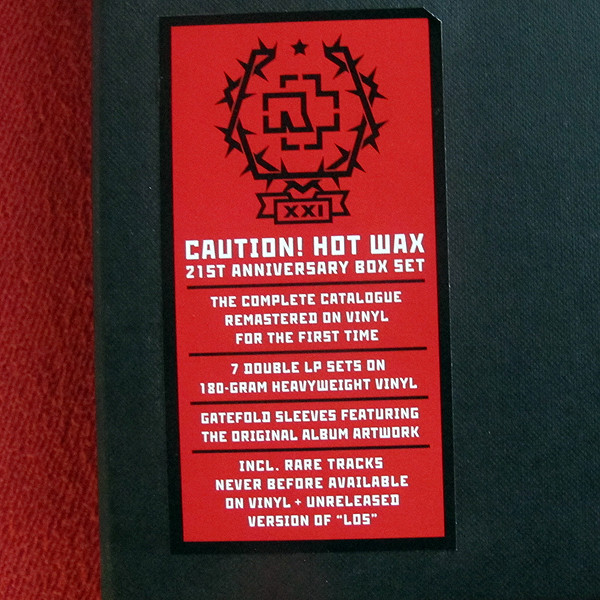 XXI
CAUTION! HOT WAX
21ST ANNIVERSARY BOX SET
THE COMPLETE CATALOGUE
REMASTERED ON VINYL
FOR THE FIRST TIME
7 DOUBLE LP SETS ON
180-GRAM HEAVYWEIGHT VINYL
GATEFOLD SLEEVES FEATURING
THE ORIGINAL ALBUM ARTWORK
INCL. RARE TRACKS
NEVER BEFORE AVAILABLE
ON VINYL + UNRELEASED
VERSION OF “LOS”